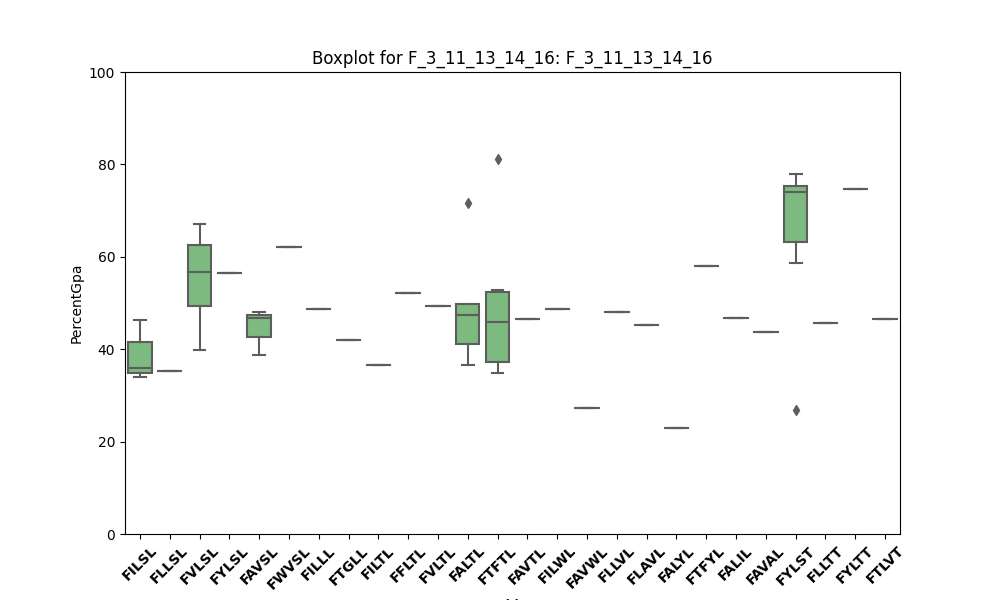 Boxplot for F_3_11_13_14_16: F_3_11_13_14_16
100
80
60
40
20
0
PercentGpa
FILSL FLLSL FVLSL FYLSL FAVSL FWVSL FILLL FTGLL FILTL FFLTL FVLTL FALTL FTFTL FAVTL FILWL FAVWL FLLVL FLAVL FALYL FTFYL FALIL FAVAL FYLST FLLTT FYLTT FTLVT